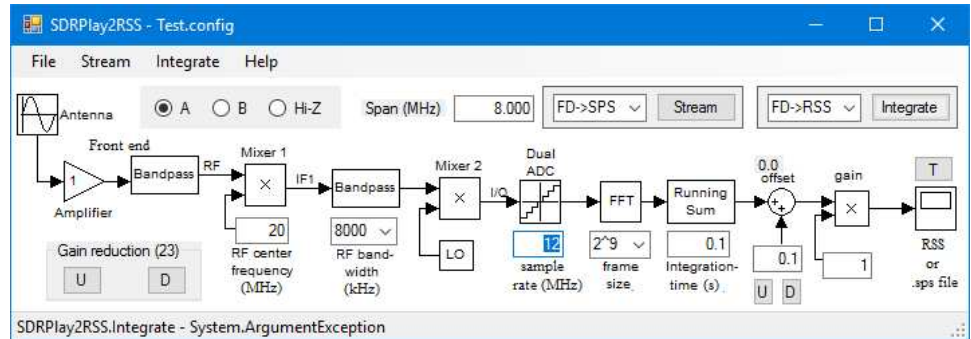 SDRPlay2RSS - Test.config
File Stream Integrate Help
Antenna
A B Hi-Z
Span (MHz) 8.000
FD->SPS Stream
FD->RSS Integrate
Front end
1
Amplifier
Bandpass
RF
Mixer 1
×
IF1
20
RF center
frequency
(MHz)
Bandpass
8000
RF band-
width
(kHz)
Mixer 2
×
LO
I/Q
Dual
ADC
12
sample
rate (MHz)
FFT
2^9
frame
size,
Running
Sum
0.1
Integration-
time (s)
0.0
offset
0.1
U D
gain
×
1
T
RSS
or
.sps file
Gain reduction (23)
U D
SDRPlay2RSS.Integrate - System.ArgumentException